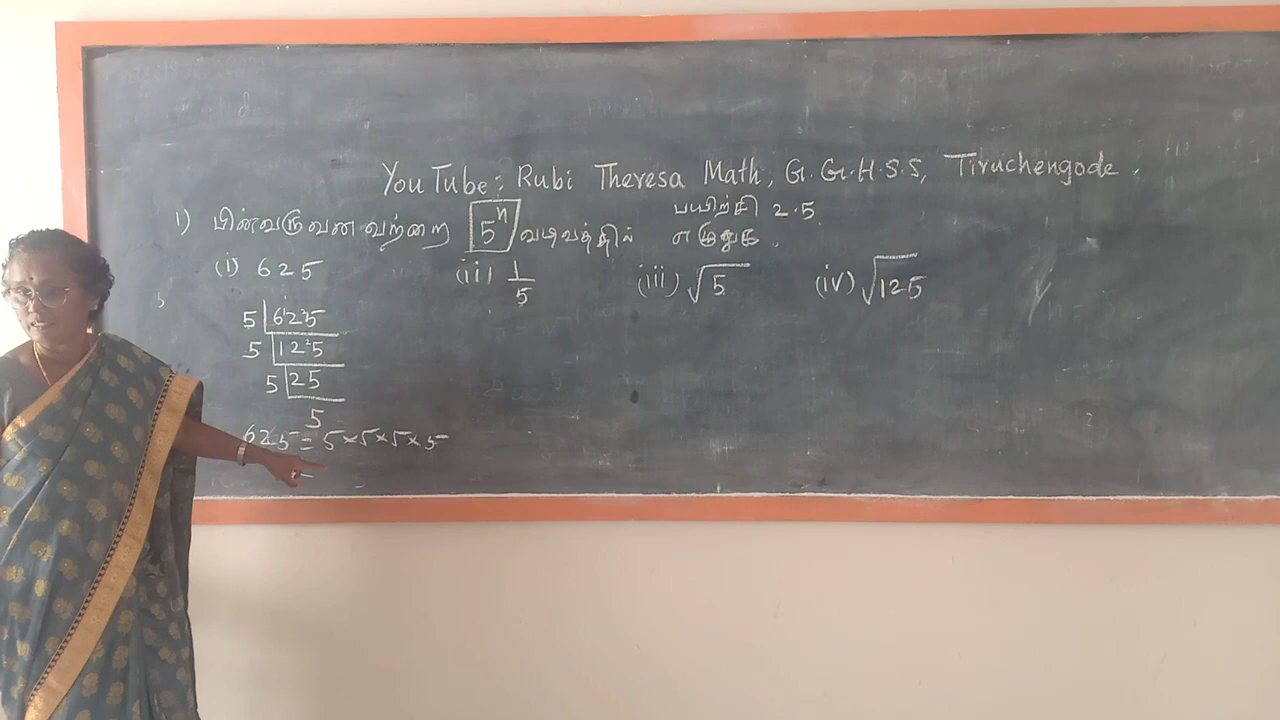 YouTube: Rubi Theresa Math, G.G.H.S.S, Tiruchengode.
பயிற்சி 2.5
1) பின்வருவனவற்றை 5ⁿ வடிவத்தில் எழுதுக.
(i) 625 (ii) 1/5 (iii) √5 (iv) √125
5 | 625
5 | 125
5 | 25
5
625 = 5×5×5×5
=